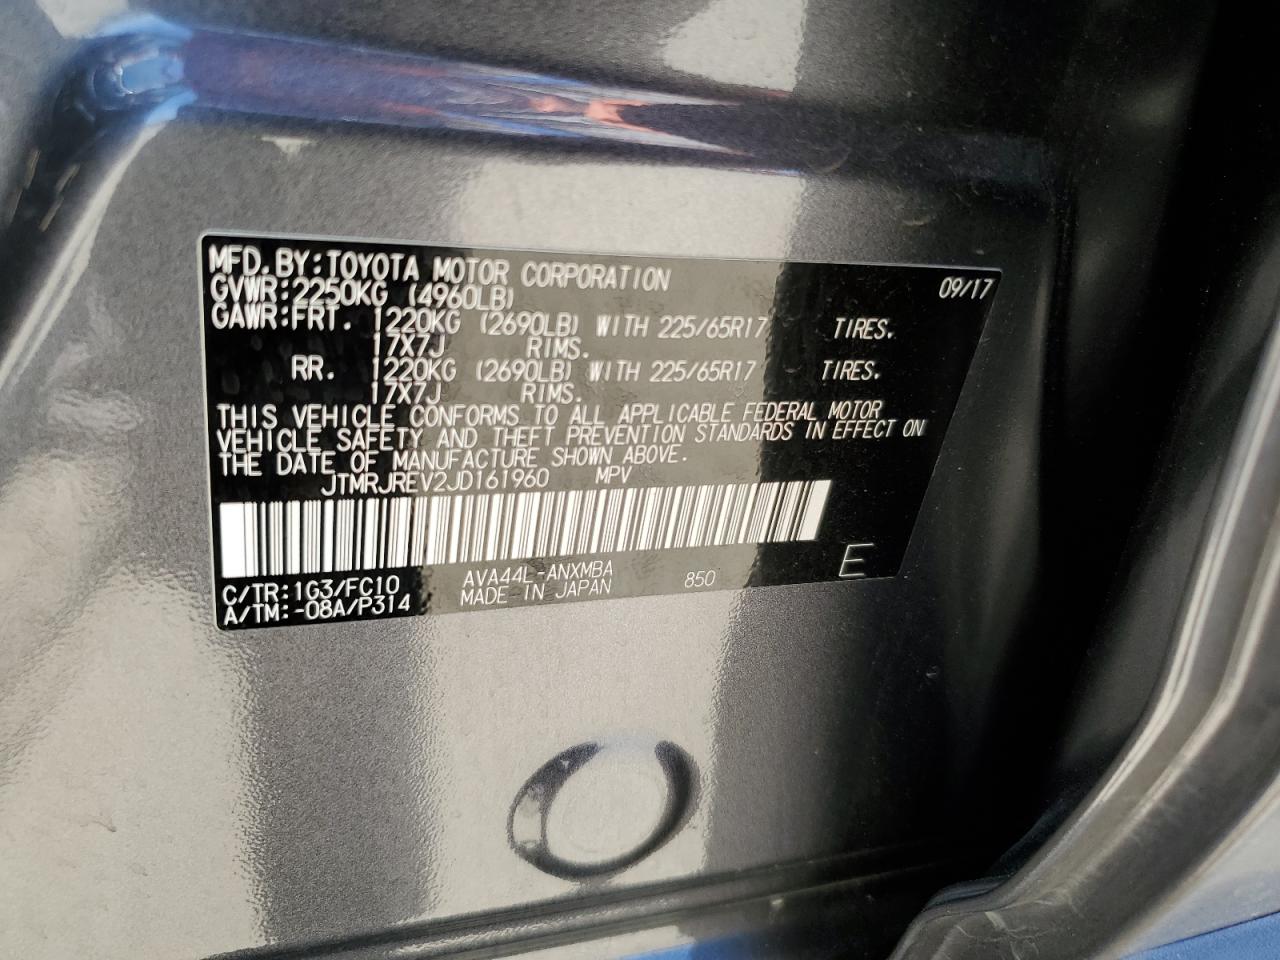 MFD. BY: TOYOTA MOTOR CORPORATION 09/17
GVWR: 2250KG (4960LB)
GAWR: FRT. 1220KG (2690LB) WITH 225/65R17 TIRES.
17X7J RIMS.
RR. 1220KG (2690LB) WITH 225/65R17 TIRES.
17X7J RIMS.
THIS VEHICLE CONFORMS TO ALL APPLICABLE FEDERAL MOTOR
VEHICLE SAFETY AND THEFT PREVENTION STANDARDS IN EFFECT ON
THE DATE OF MANUFACTURE SHOWN ABOVE.
JTMRJREV2JD161960 MPV
E
C/TR: 1G3/FC10 AVA44L-ANXMBA 850
A/TM: -08A/P314 MADE IN JAPAN